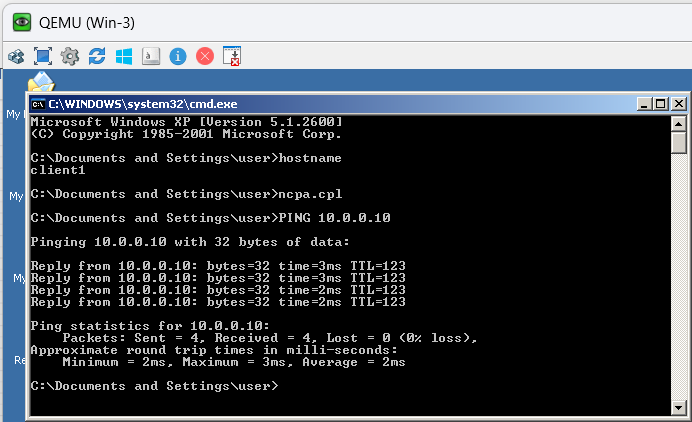 QEMU (Win-3)
My
C:\WINDOWS\system32\cmd.exe
Microsoft Windows XP [Version 5.1.2600]
(C) Copyright 1985-2001 Microsoft Corp.
C:\Documents and Settings\user>hostname
client1
My
C:\Documents and Settings\user>ncpa.cpl
C:\Documents and Settings\user>PING 10.0.0.10
Pinging 10.0.0.10 with 32 bytes of data:
Reply from 10.0.0.10: bytes=32 time=3ms TTL=123
My
Reply from 10.0.0.10: bytes=32 time=3ms TTL=123
Reply from 10.0.0.10: bytes=32 time=2ms TTL=123
Reply from 10.0.0.10: bytes=32 time=2ms TTL=123
Ping statistics for 10.0.0.10:
Packets: Sent = 4, Received = 4, Lost = 0 (0% loss),
Approximate round trip times in milli-seconds:
Re
Minimum = 2ms, Maximum = 3ms, Average = 2ms
C:\Documents and Settings\user>